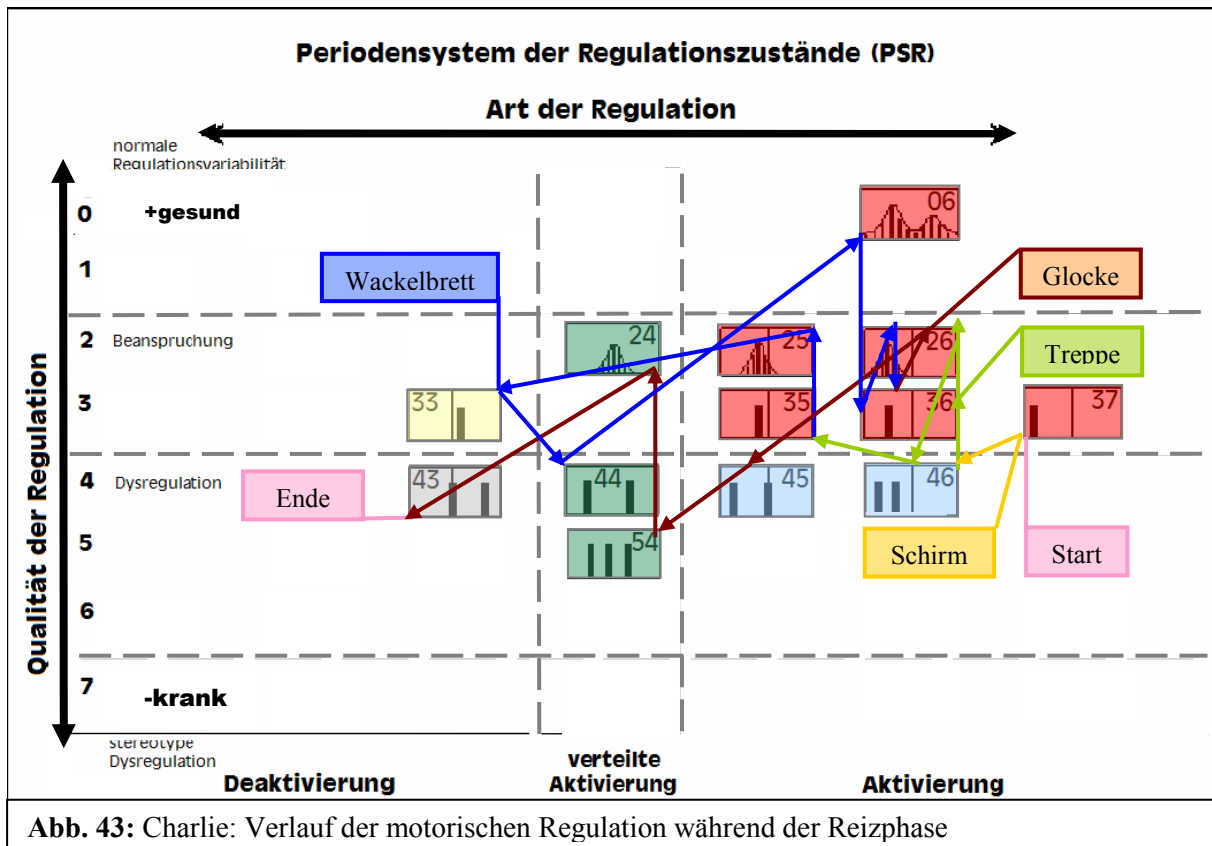 Periodensystem der Regulationszustände (PSR)
Art der Regulation
normale
Regulationsvariabilität
Qualität der Regulation
0 +gesund 06
1 Wackelbrett Glocke
2 Beanspruchung 24 25 26
Treppe
3 33 35 36 37
4 Dysregulation 43 44 45 46
Ende Schirm Start
5 54
6
7 -krank
stereotype
Dysregulation
Deaktivierung verteilte Aktivierung Aktivierung
Abb. 43: Charlie: Verlauf der motorischen Regulation während der Reizphase